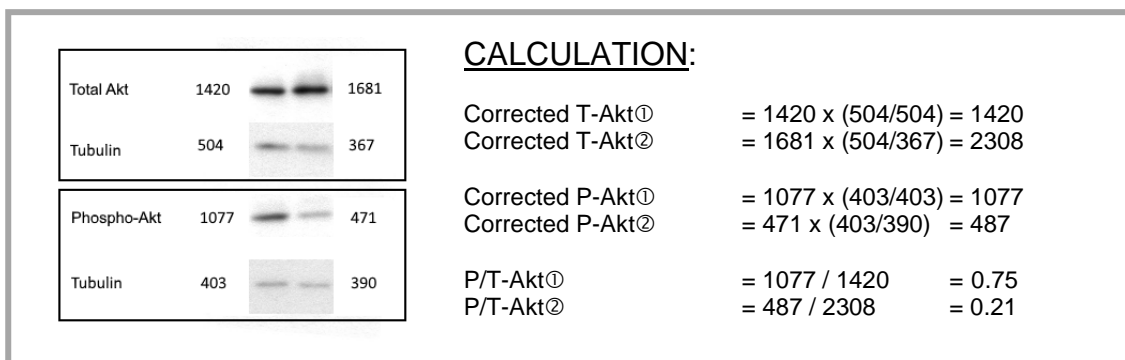 Total Akt 1420 1681
Tubulin 504 367
Phospho-Akt 1077 471
Tubulin 403 390
CALCULATION:
Corrected T-Akt① = 1420 x (504/504) = 1420
Corrected T-Akt② = 1681 x (504/367) = 2308
Corrected P-Akt① = 1077 x (403/403) = 1077
Corrected P-Akt② = 471 x (403/390) = 487
P/T-Akt① = 1077 / 1420 = 0.75
P/T-Akt② = 487 / 2308 = 0.21